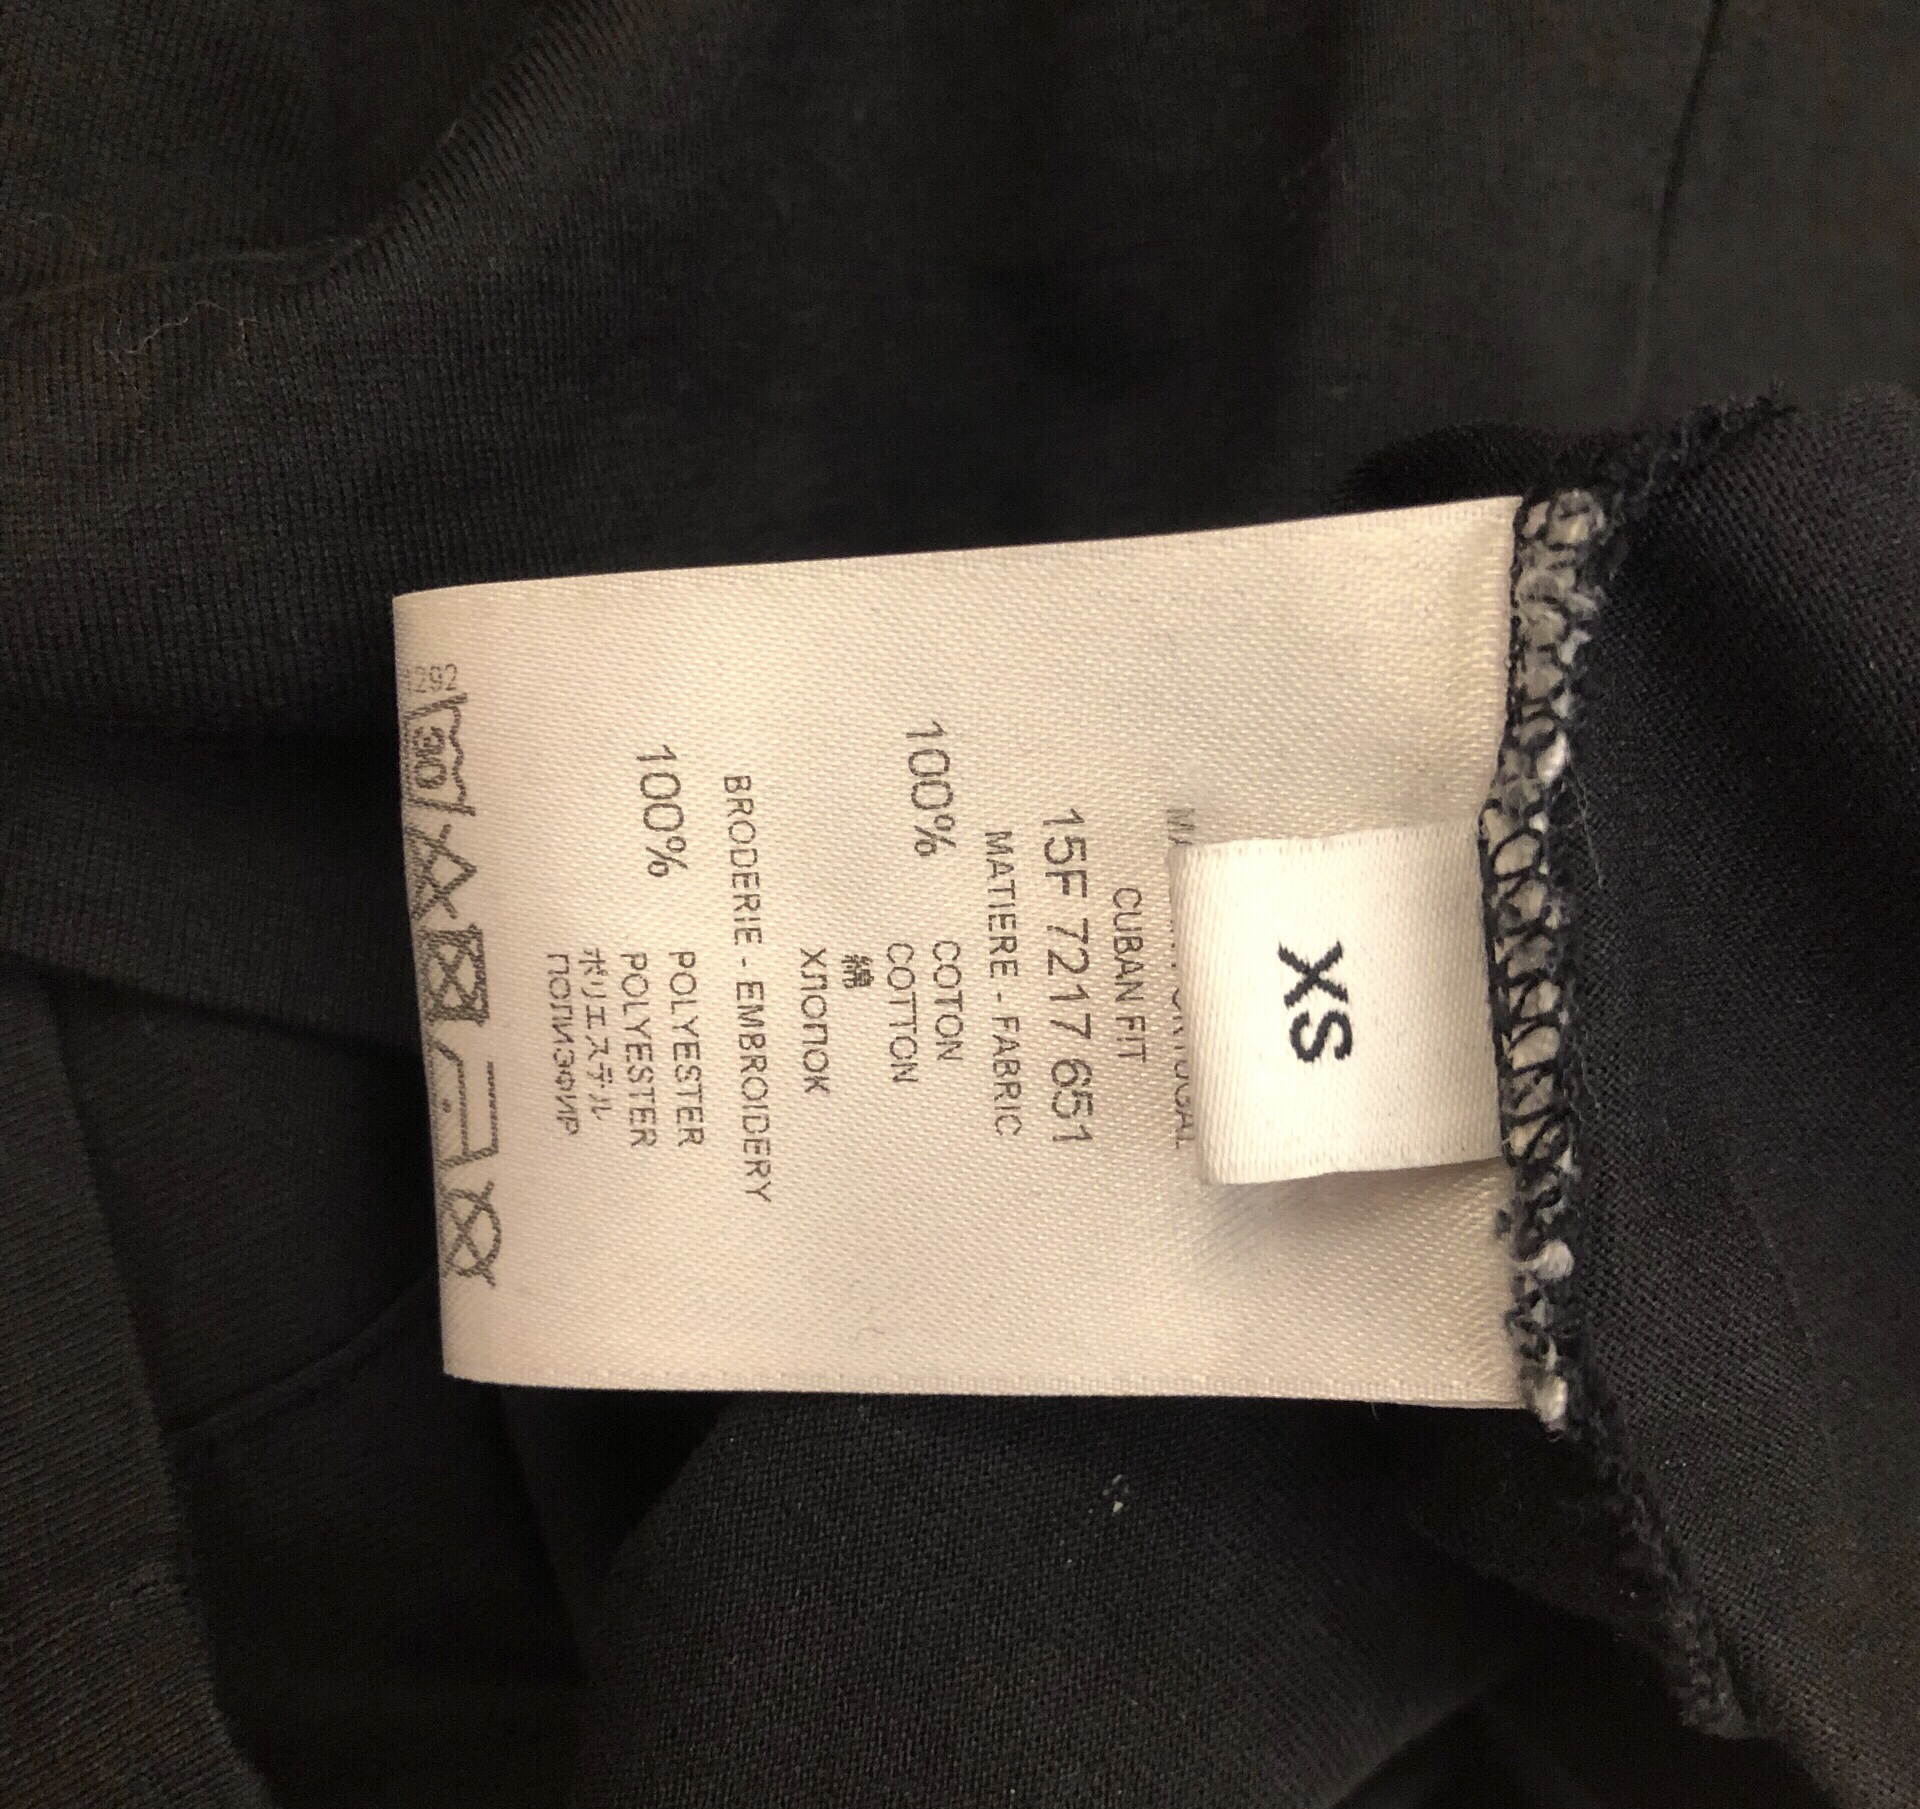 XS
CUBAN FIT
15F 7217 651
MATIERE - FABRIC
100% COTON
COTTON
綿
хлопок
BRODERIE - EMBROIDERY
100% POLYESTER
POLYESTER
ポリエステル
полиэфир
30